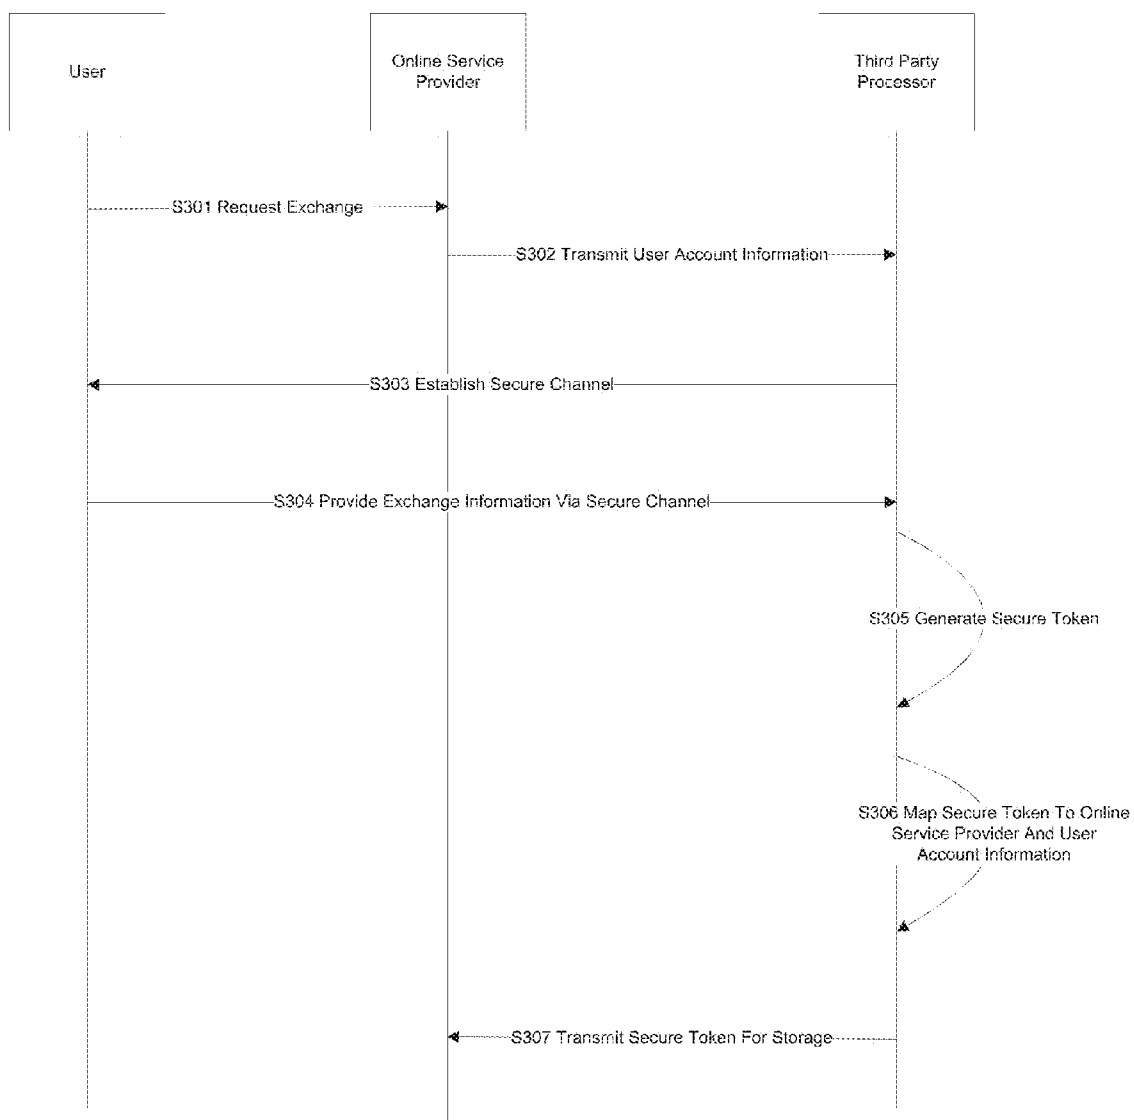 User
Online Service
Provider
Third Party
Processor
S301 Request Exchange
S302 Transmit User Account Information
S303 Establish Secure Channel
S304 Provide Exchange Information Via Secure Channel
S305 Generate Secure Token
S306 Map Secure Token To Online
Service Provider And User
Account Information
S307 Transmit Secure Token For Storage